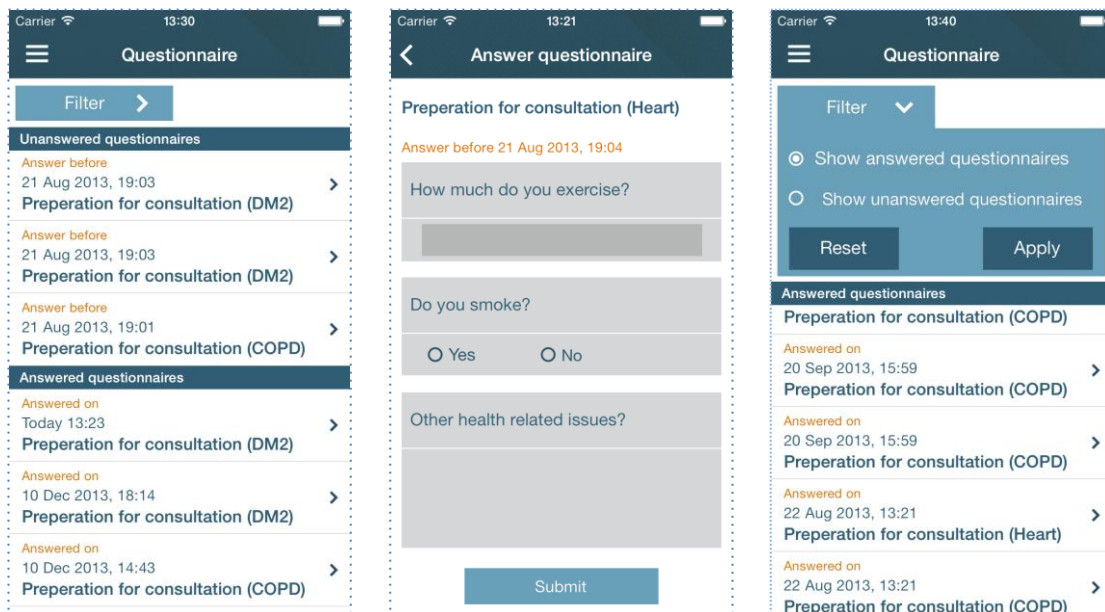 Carrier 13:30
Questionnaire
Filter
Unanswered questionnaires
Answer before
21 Aug 2013, 19:03
Preperation for consultation (DM2)
Answer before
21 Aug 2013, 19:03
Preperation for consultation (DM2)
Answer before
21 Aug 2013, 19:01
Preperation for consultation (COPD)
Answered questionnaires
Answered on
Today 13:23
Preperation for consultation (DM2)
Answered on
10 Dec 2013, 18:14
Preperation for consultation (DM2)
Answered on
10 Dec 2013, 14:43
Preperation for consultation (COPD)
Carrier 13:21
Answer questionnaire
Preperation for consultation (Heart)
Answer before 21 Aug 2013, 19:04
How much do you exercise?
Do you smoke?
Yes No
Other health related issues?
Submit
Carrier 13:40
Questionnaire
Filter
Show answered questionnaires
Show unanswered questionnaires
Reset Apply
Answered questionnaires
Preperation for consultation (COPD)
Answered on
20 Sep 2013, 15:59
Preperation for consultation (COPD)
Answered on
20 Sep 2013, 15:59
Preperation for consultation (COPD)
Answered on
22 Aug 2013, 13:21
Preperation for consultation (Heart)
Answered on
22 Aug 2013, 13:21
Preperation for consultation (COPD)